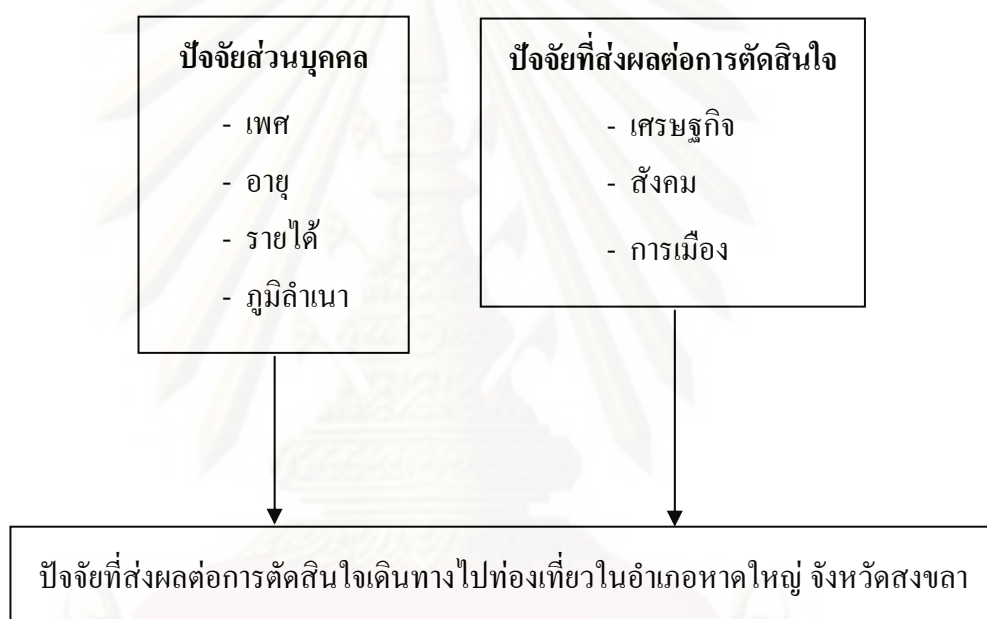 ปัจจัยส่วนบุคคล
- เพศ
- อายุ
- รายได้
- ภูมิลำเนา
ปัจจัยที่ส่งผลต่อการตัดสินใจ
- เศรษฐกิจ
- สังคม
- การเมือง
ปัจจัยที่ส่งผลต่อการตัดสินใจเดินทางไปท่องเที่ยวในอำเภอหาดใหญ่ จังหวัดสงขลา